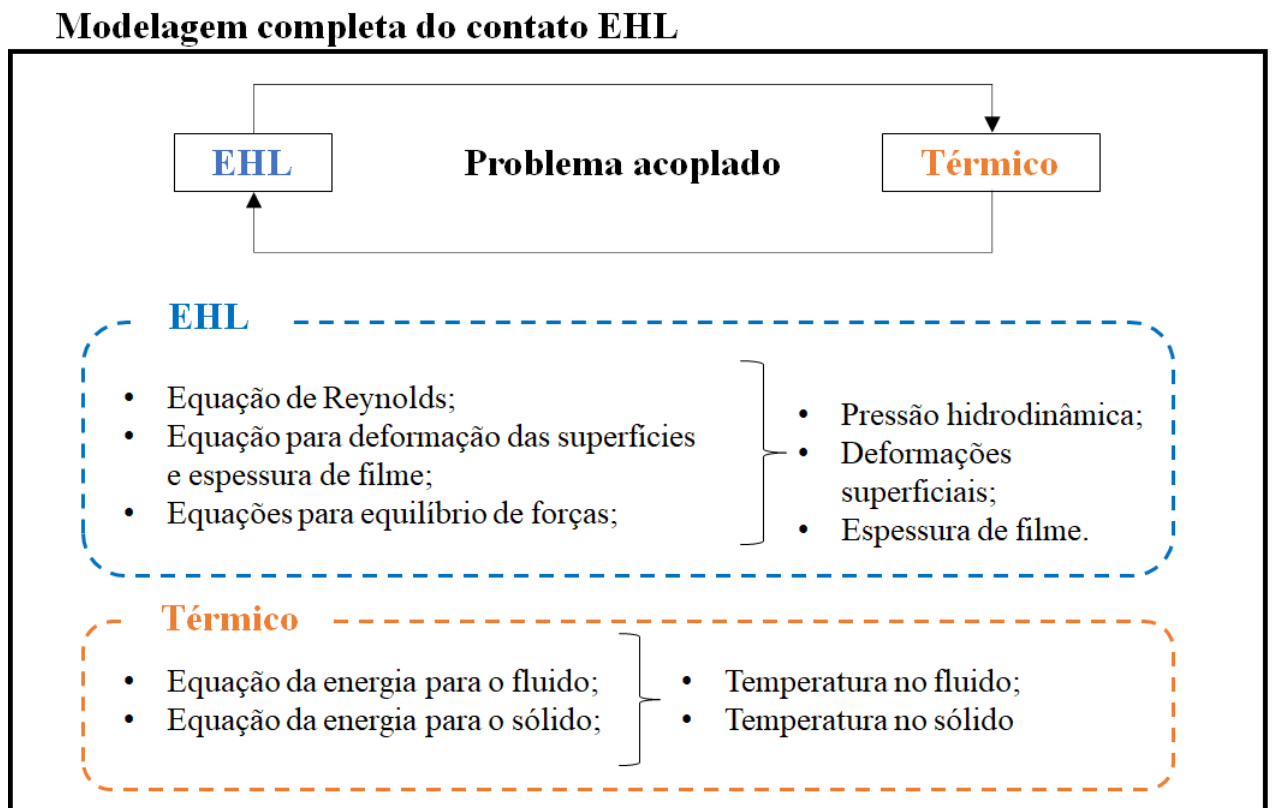 Modelagem completa do contato EHL
EHL
Problema acoplado
Térmico
EHL
• Equação de Reynolds;
• Equação para deformação das superfícies
e espessura de filme;
• Equações para equilíbrio de forças;
• Pressão hidrodinâmica;
• Deformações
superficiais;
• Espessura de filme.
Térmico
• Equação da energia para o fluido;
• Equação da energia para o sólido;
• Temperatura no fluido;
• Temperatura no sólido